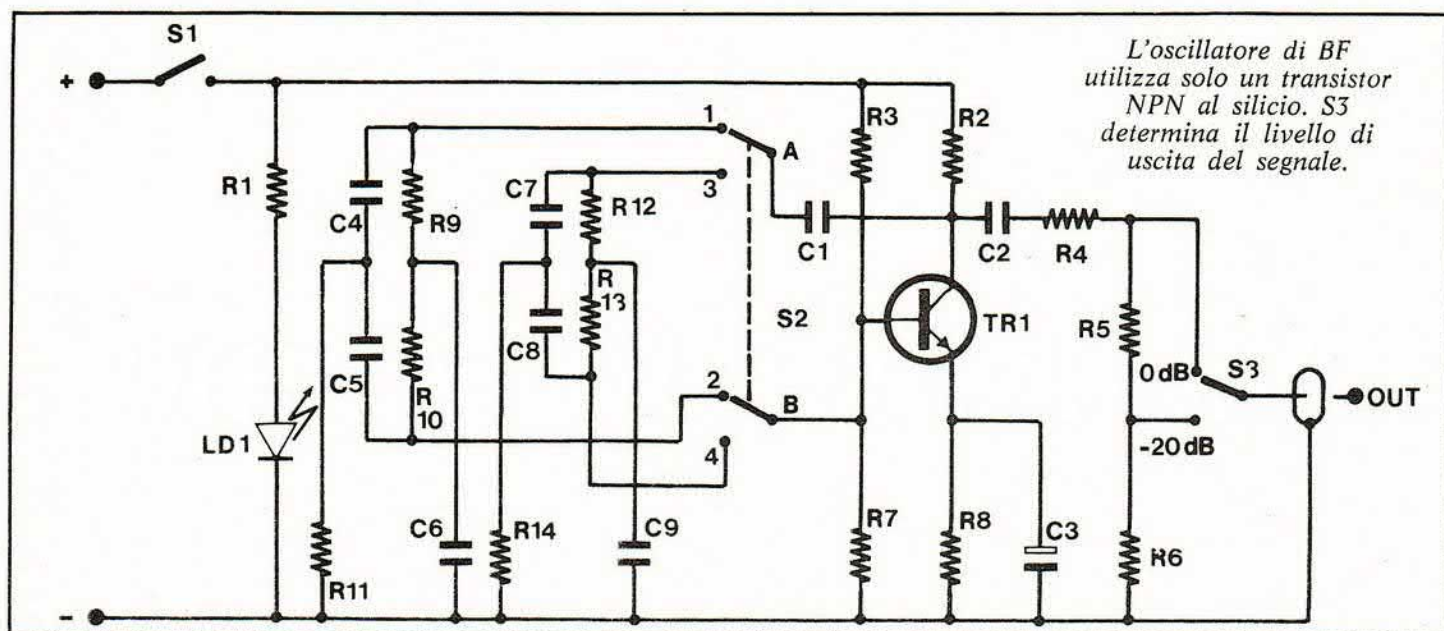 L'oscillatore di BF
utilizza solo un transistor
NPN al silicio. S3
determina il livello di
uscita del segnale.
S1
+
1
A
3
R3
R2
R1
C4
R9
C7
R12
C1
C2
R4
R
13
S2
TR1
R5
C5
R
10
C8
0 dB
S3
OUT
2
B
-20 dB
LD1
4
C6
R14
C9
R7
R8
C3
R6
R11
-